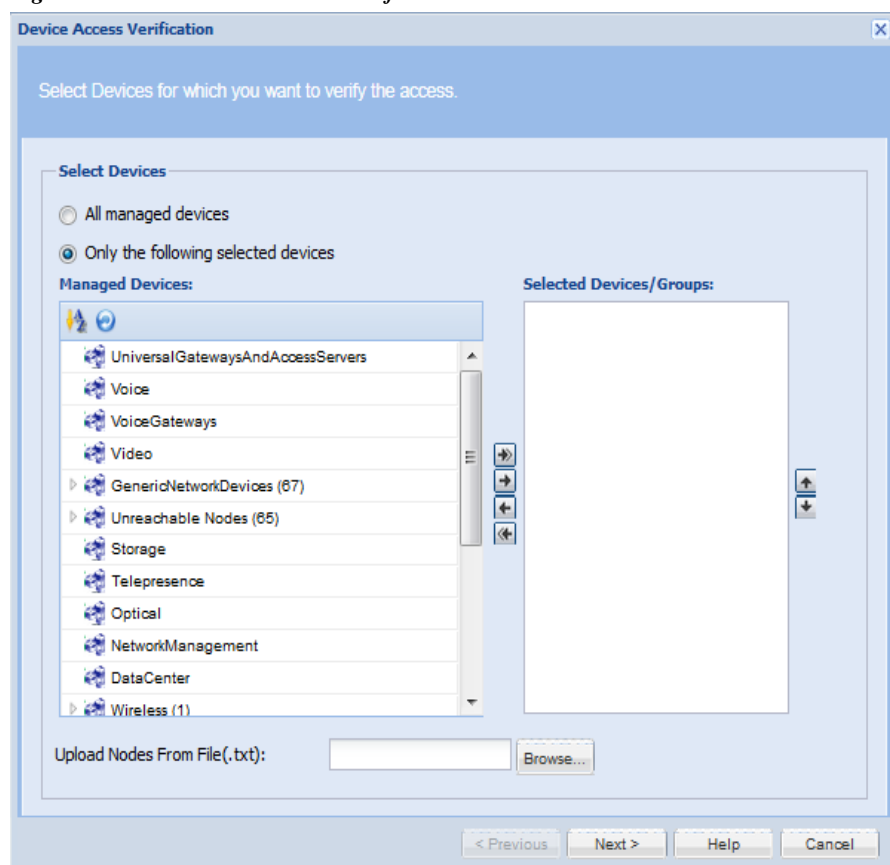 Device Access Verification
Select Devices for which you want to verify the access.
Select Devices
All managed devices
Only the following selected devices
Managed Devices:
Selected Devices/Groups:
UniversalGatewaysAndAccessServers
Voice
VoiceGateways
Video
GenericNetworkDevices (67)
Unreachable Nodes (65)
Storage
Telepresence
Optical
NetworkManagement
DataCenter
Wireless (1)
Upload Nodes From File(.txt):
Browse...
< Previous
Next >
Help
Cancel